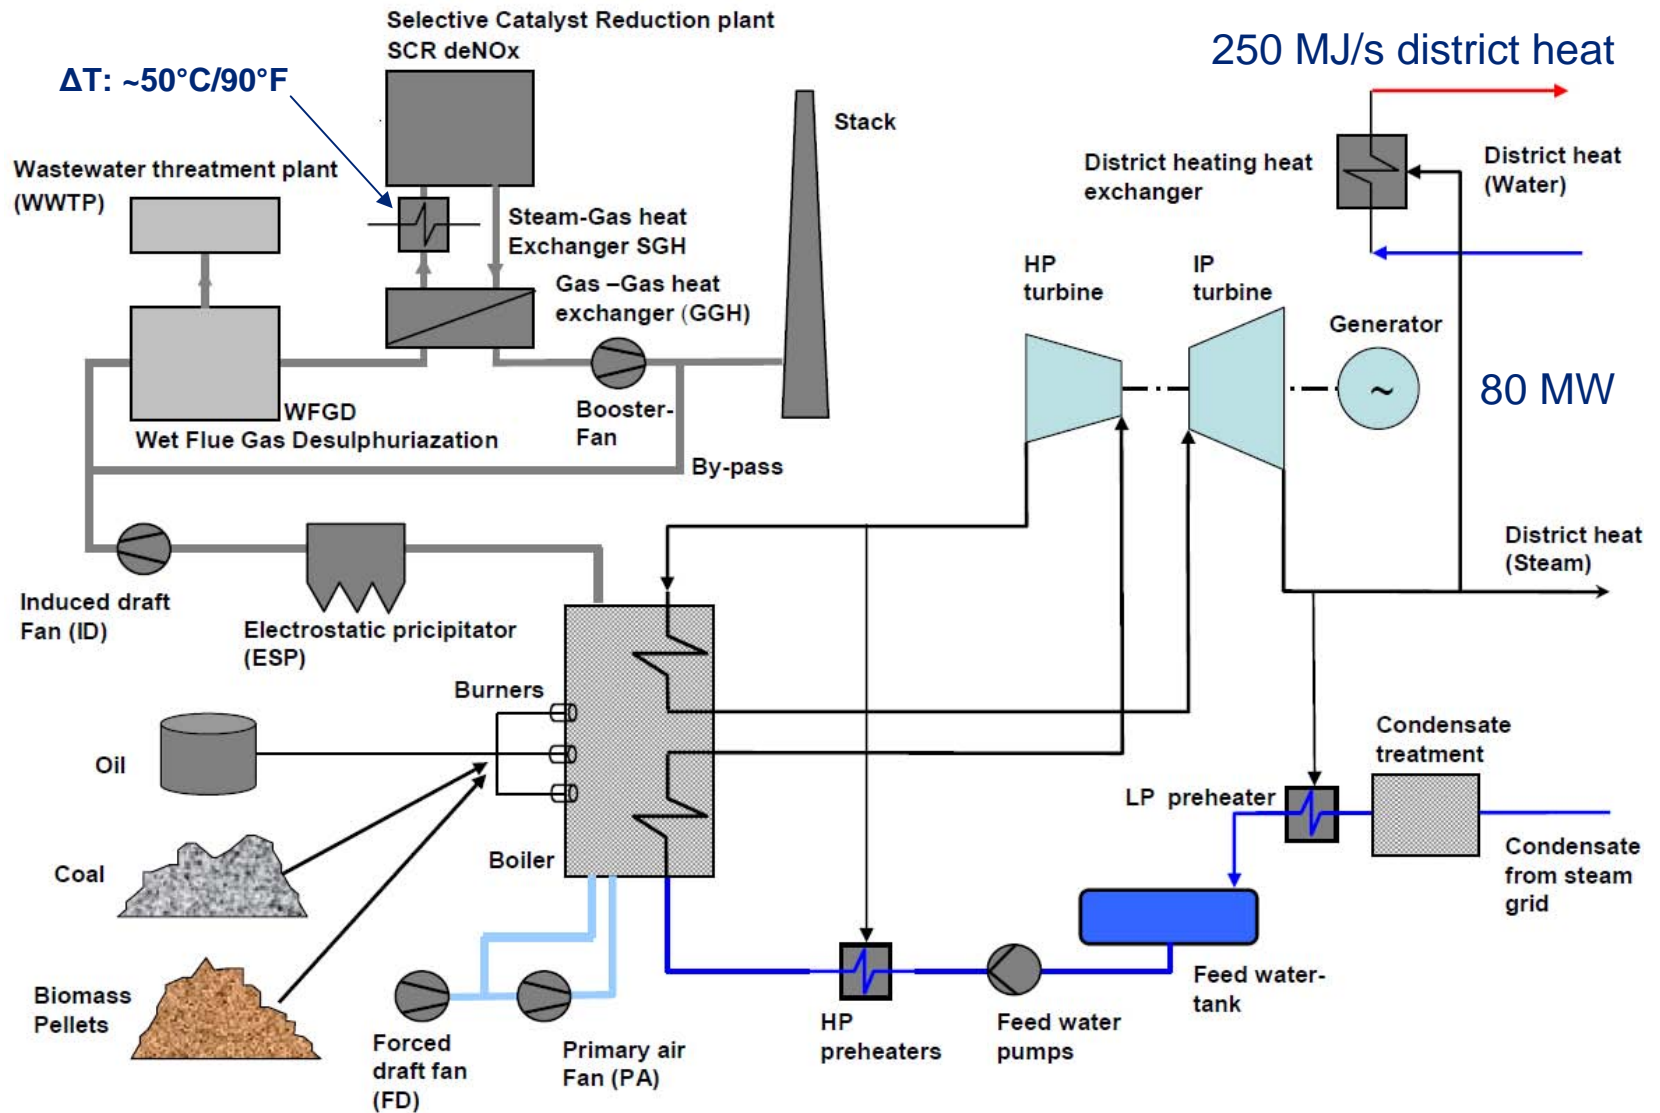 Selective Catalyst Reduction plant
SCR deNOx
250 MJ/s district heat
ΔT: ~50°C/90°F
Stack
Wastewater threatment plant
(WWTP)
District heating heat
exchanger
District heat
(Water)
Steam-Gas heat
Exchanger SGH
Gas –Gas heat
exchanger (GGH)
HP
turbine
IP
turbine
Generator
~
80 MW
WFGD
Wet Flue Gas Desulphuriazation
Booster-
Fan
By-pass
District heat
(Steam)
Induced draft
Fan (ID)
Electrostatic pricipitator
(ESP)
Burners
Oil
Condensate
treatment
LP preheater
Boiler
Coal
Condensate
from steam
grid
Biomass
Pellets
Feed water-
tank
Forced
draft fan
(FD)
Primary air
Fan (PA)
HP
preheaters
Feed water
pumps